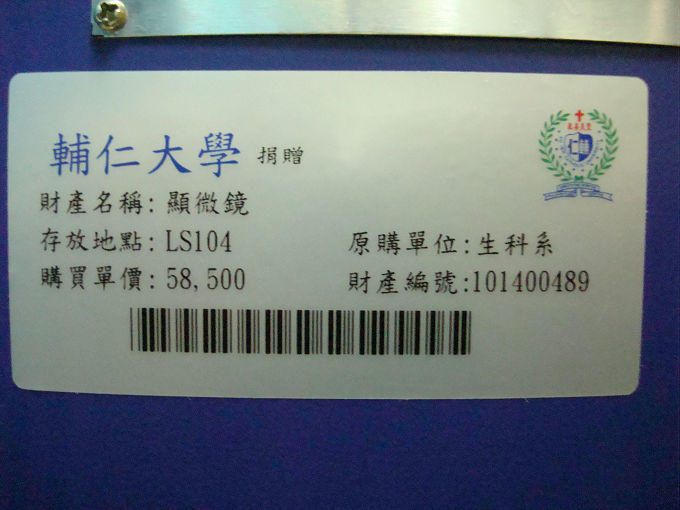 輔仁大學 捐贈
財產名稱: 顯微鏡
存放地點: LS104 原購單位: 生科系
購買單價: 58,500 財產編號:101400489